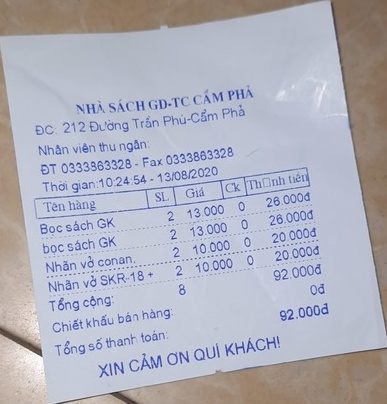 NHÀ SÁCH GD-TC CẨM PHẢ
ĐC: 212 Đường Trần Phú-Cẩm Phả
Nhân viên thu ngân:
ĐT 0333863328 - Fax 0333863328
Thời gian:10:24:54 - 13/08/2020
Tên hàng SL Giá Ck Th□nh tiền
Bọc sách GK 2 13.000 0 26.000đ
bọc sách GK 2 13.000 0 26.000đ
Nhãn vở conan, 2 10.000 0 20.000đ
Nhãn vở SKR-18 + 2 10.000 0 20.000đ
Tổng cộng: 8 92.000đ
Chiết khấu bán hàng: 0đ
Tổng số thanh toán: 92.000đ
XIN CẢM ƠN QUÍ KHÁCH!